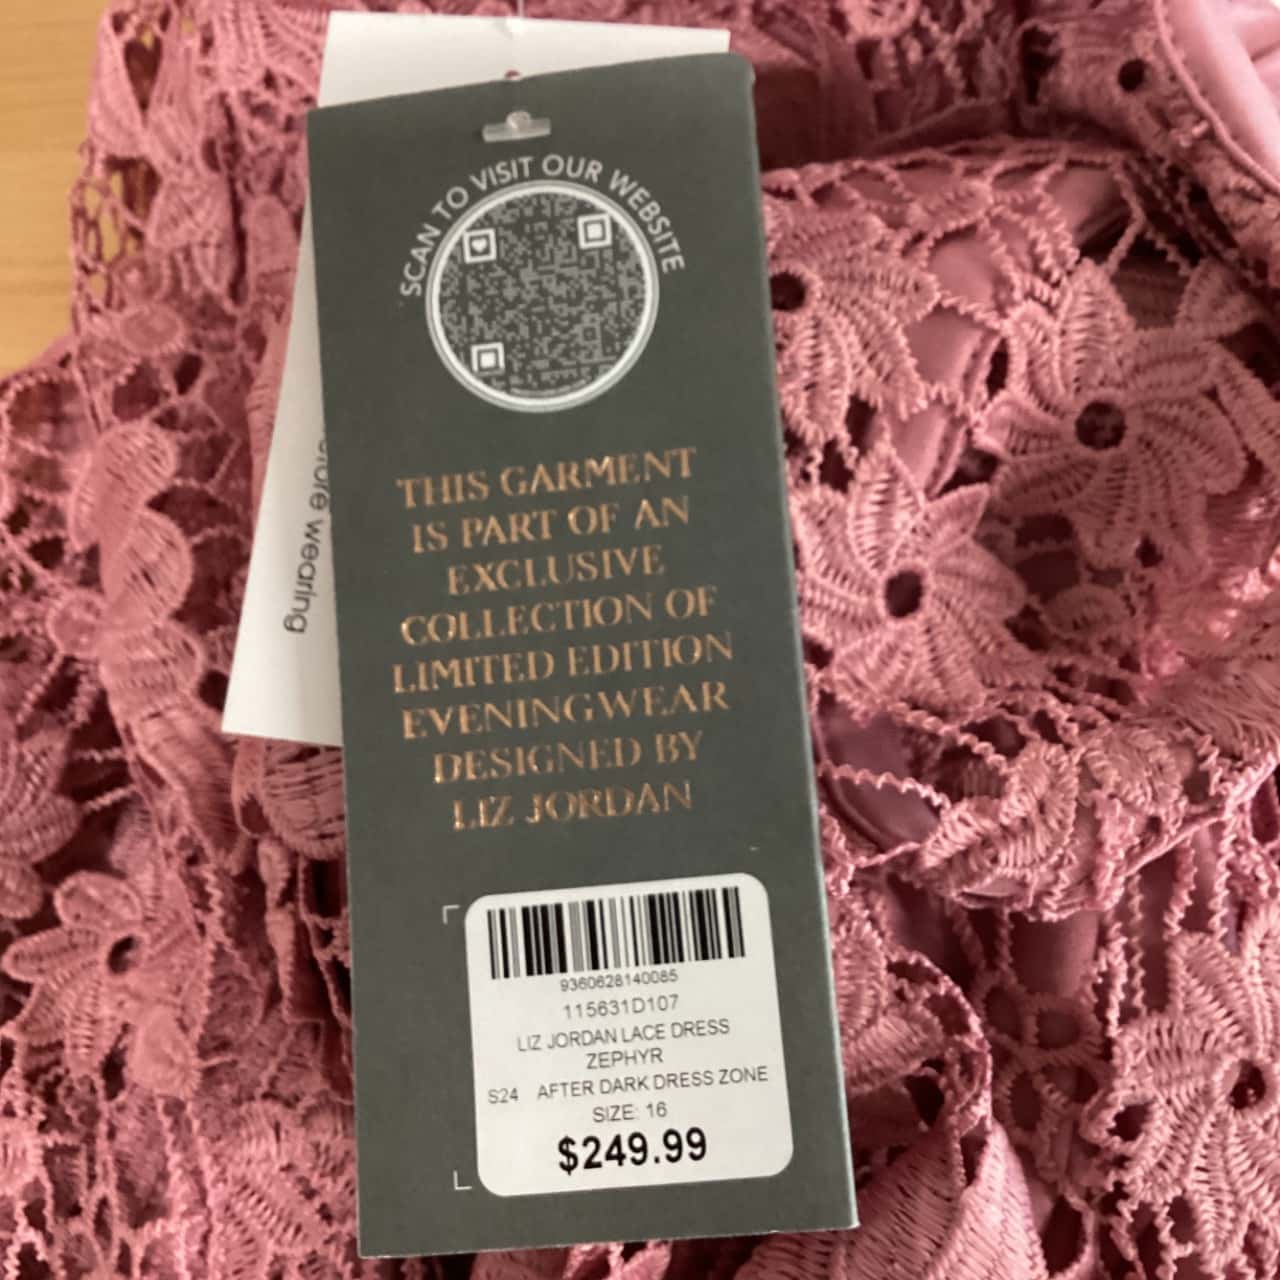 SCAN TO VISIT OUR WEBSITE
THIS GARMENT
IS PART OF AN
EXCLUSIVE
COLLECTION OF
LIMITED EDITION
EVENINGWEAR
DESIGNED BY
LIZ JORDAN
wearing
9360628140085
115631D107
LIZ JORDAN LACE DRESS
ZEPHYR
S24 AFTER DARK DRESS ZONE
SIZE: 16
$249.99